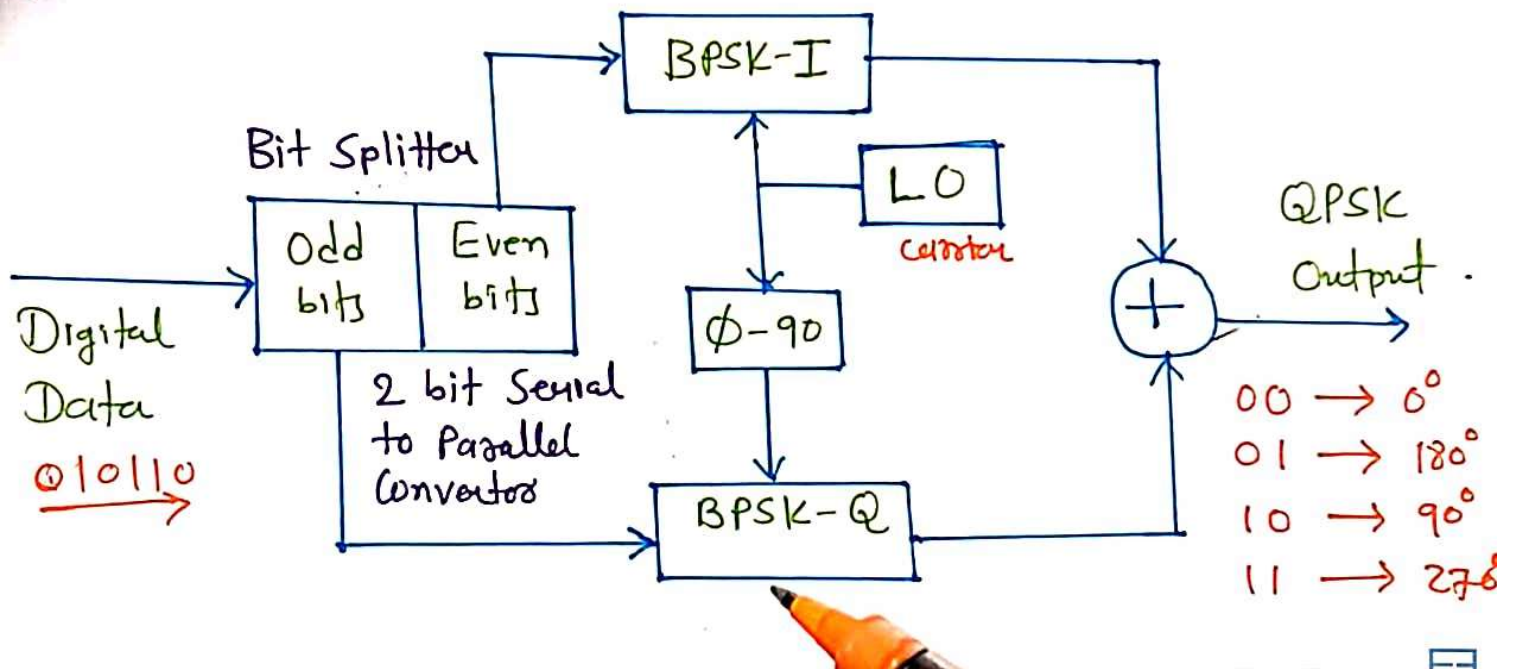 BPSK-I
Bit Splitter
LO
Odd
bits
Even
bits
QPSK
Output.
Digital
Data
010110
ϕ-90
+
2 bit Serial
to Parallel
Convertor
BPSK-Q
00 → 0°
01 → 180°
10 → 90°
11 → 270°